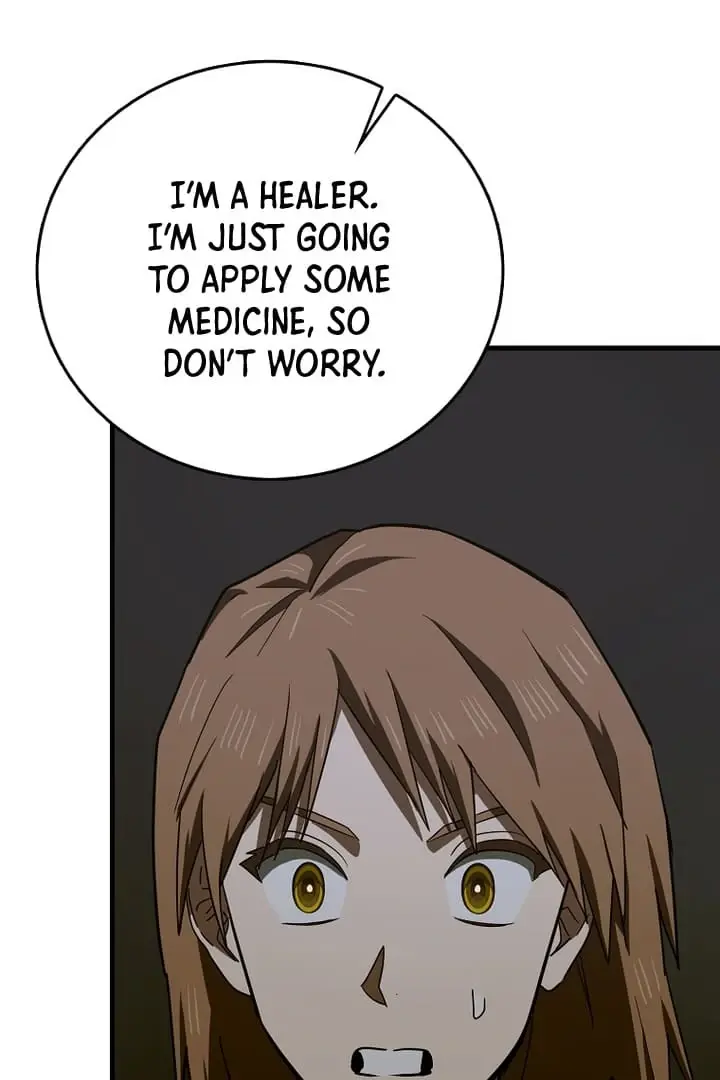 I'M A HEALER.
I'M JUST GOING
TO APPLY SOME
MEDICINE, SO
DON'T WORRY.